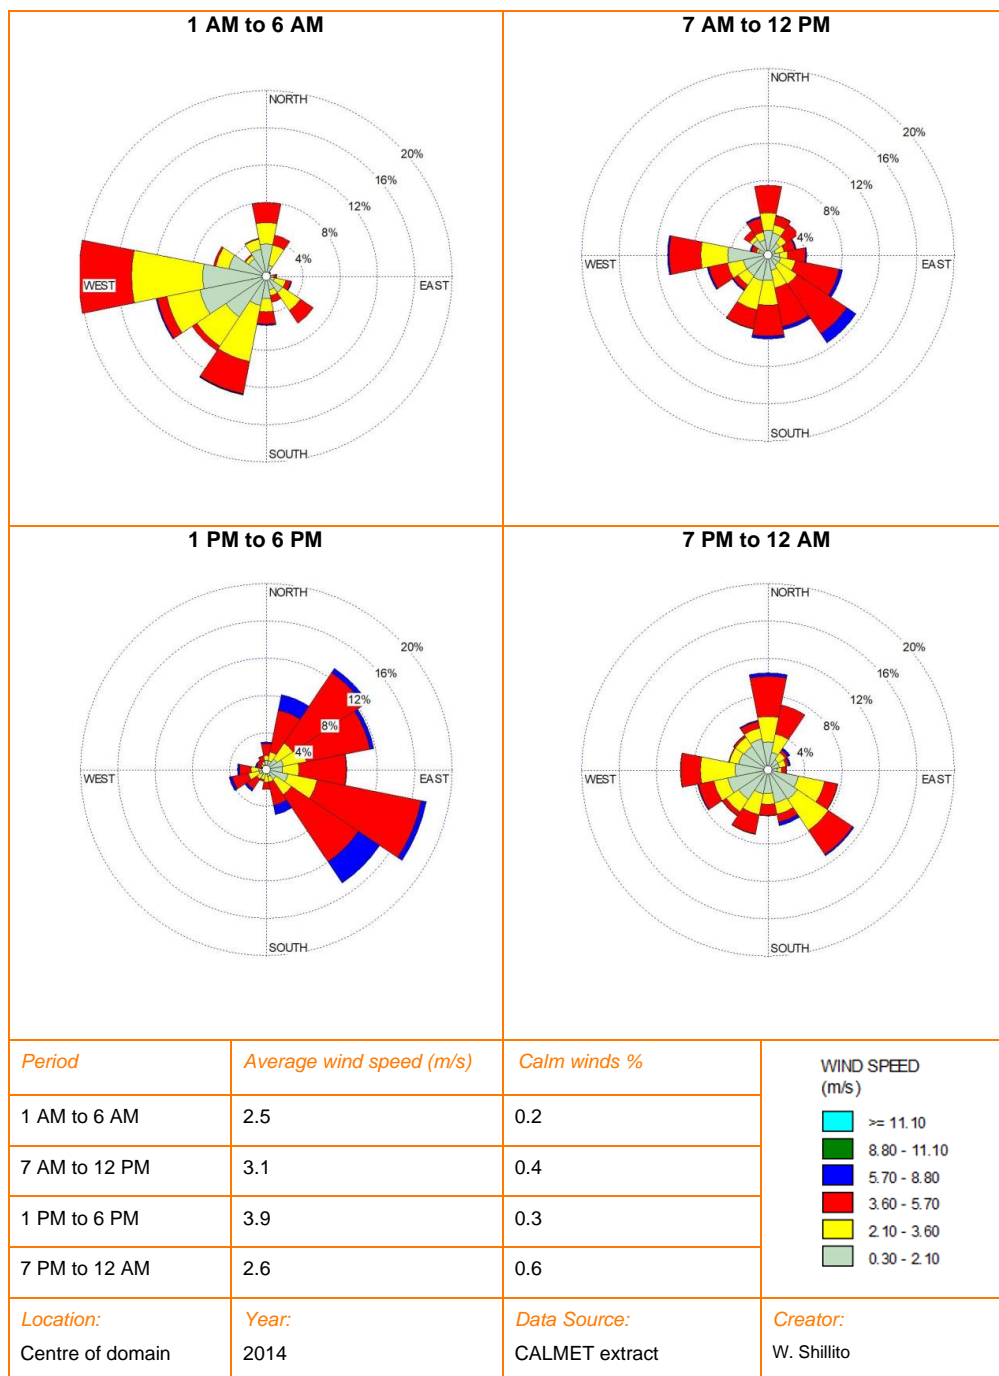 1 AM to 6 AM
NORTH
20%
16%
12%
8%
4%
WEST
EAST
SOUTH
7 AM to 12 PM
NORTH
20%
16%
12%
8%
4%
WEST
EAST
SOUTH
1 PM to 6 PM
NORTH
20%
16%
12%
8%
4%
WEST
EAST
SOUTH
7 PM to 12 AM
NORTH
20%
16%
12%
8%
4%
WEST
EAST
SOUTH
Period Average wind speed (m/s) Calm winds %
1 AM to 6 AM 2.5 0.2
7 AM to 12 PM 3.1 0.4
1 PM to 6 PM 3.9 0.3
7 PM to 12 AM 2.6 0.6
WIND SPEED
(m/s)
>= 11.10
8.80 - 11.10
5.70 - 8.80
3.60 - 5.70
2.10 - 3.60
0.30 - 2.10
Location: Year: Data Source: Creator:
Centre of domain 2014 CALMET extract W. Shillito